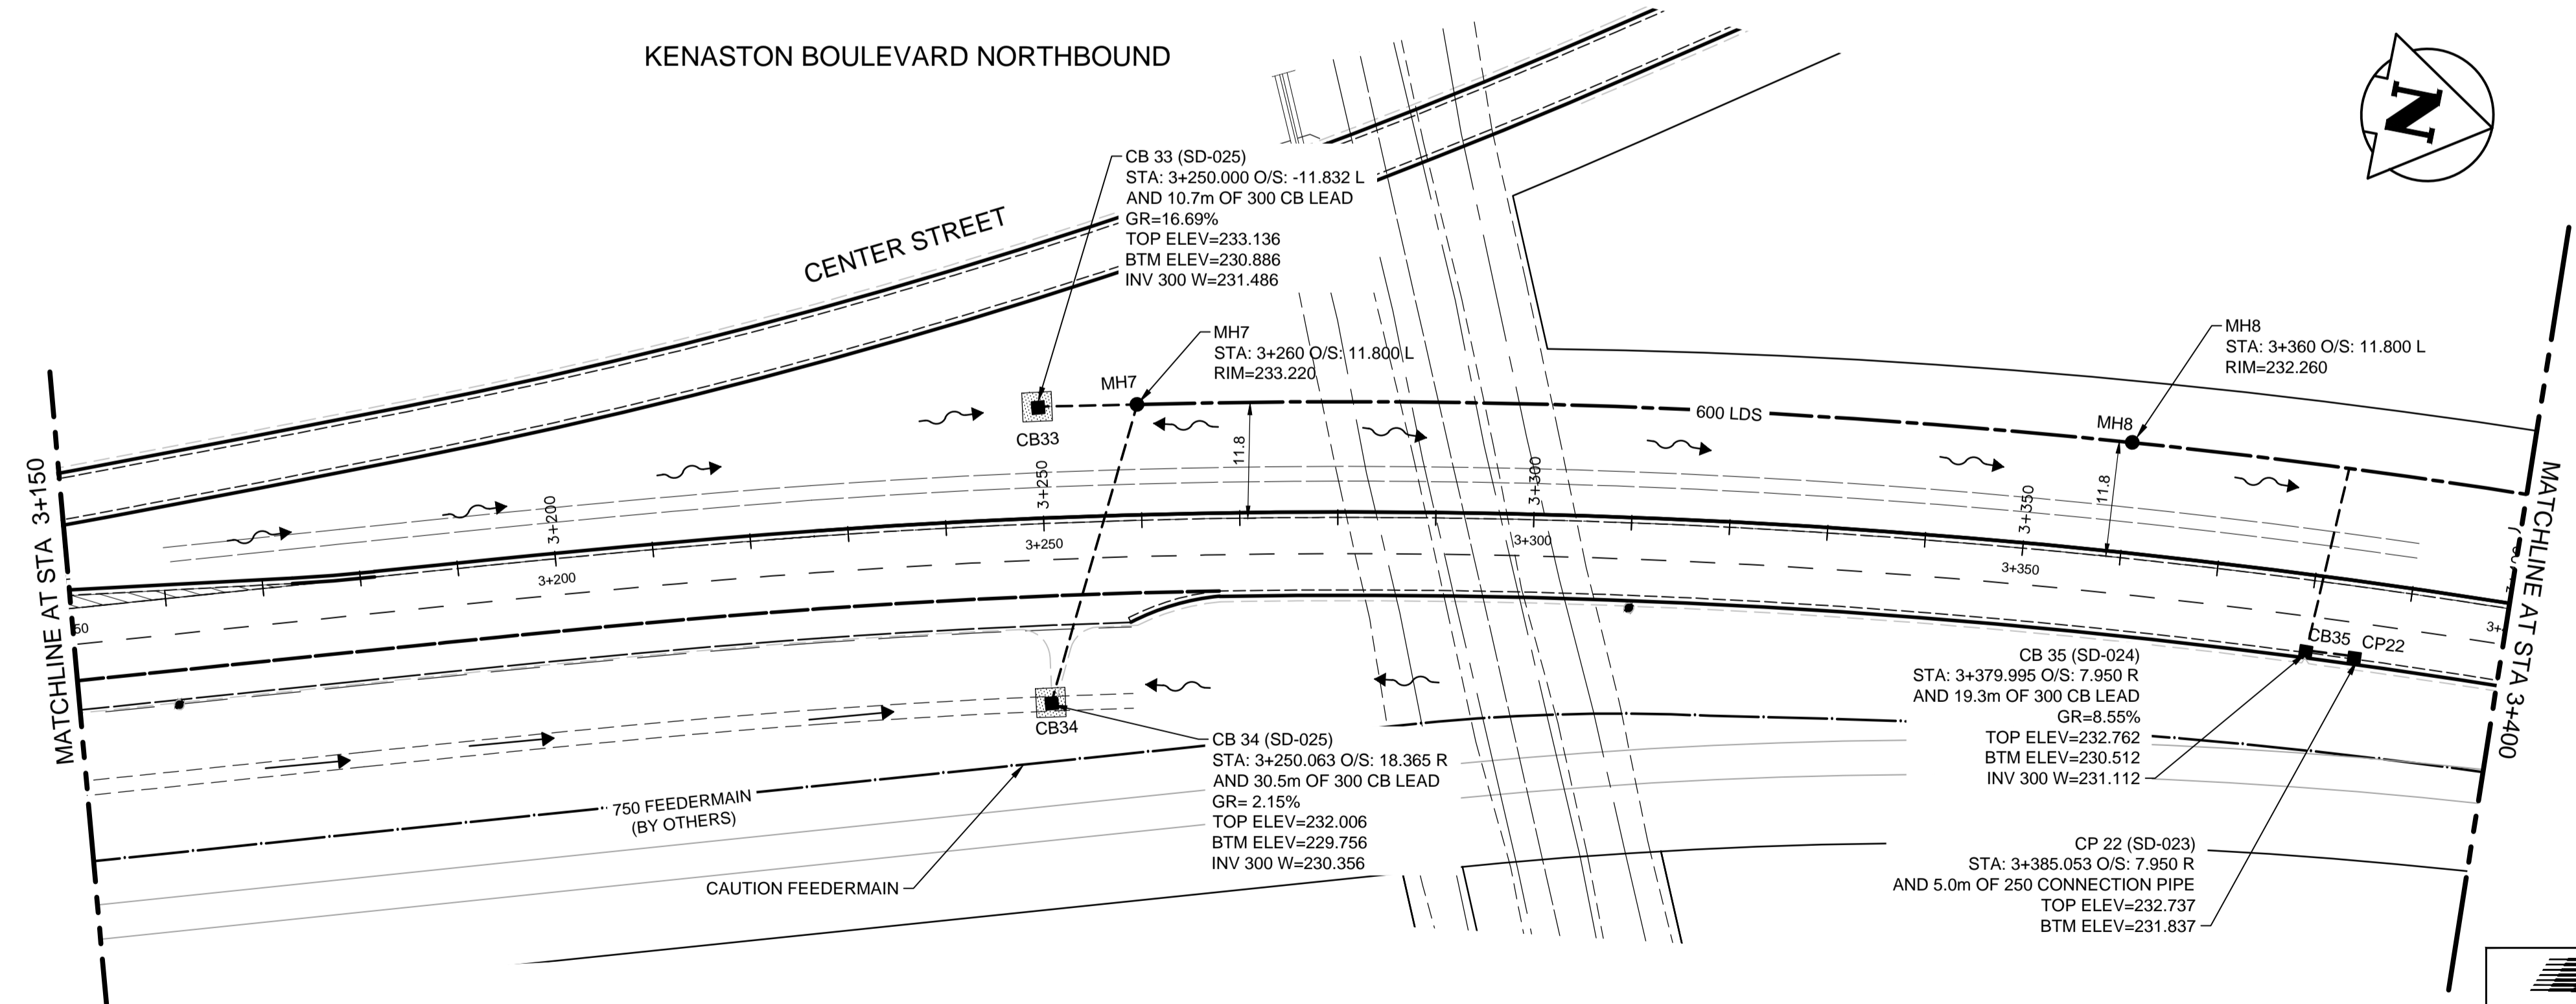 KENASTON BOULEVARD NORTHBOUND
N
CENTER STREET
CB 33 (SD-025)
STA: 3+250.000 O/S: -11.832 L
AND 10.7m OF 300 CB LEAD
GR=16.69%
TOP ELEV=233.136
BTM ELEV=230.886
INV 300 W=231.486
MH7
STA: 3+260 O/S: 11.800 L
RIM=233.220
MH8
STA: 3+360 O/S: 11.800 L
RIM=232.260
MH7
CB33
600 LDS
MH8
11.8
11.8
3+200
3+250
3+300
3+350
3+200
3+250
3+300
3+350
50
3+
MATCHLINE AT STA 3+150
MATCHLINE AT STA 3+400
CB35
CP22
CB 35 (SD-024)
STA: 3+379.995 O/S: 7.950 R
AND 19.3m OF 300 CB LEAD
GR=8.55%
TOP ELEV=232.762
BTM ELEV=230.512
INV 300 W=231.112
CB34
CB 34 (SD-025)
STA: 3+250.063 O/S: 18.365 R
AND 30.5m OF 300 CB LEAD
GR= 2.15%
TOP ELEV=232.006
BTM ELEV=229.756
INV 300 W=230.356
750 FEEDERMAIN
(BY OTHERS)
CAUTION FEEDERMAIN
CP 22 (SD-023)
STA: 3+385.053 O/S: 7.950 R
AND 5.0m OF 250 CONNECTION PIPE
TOP ELEV=232.737
BTM ELEV=231.837